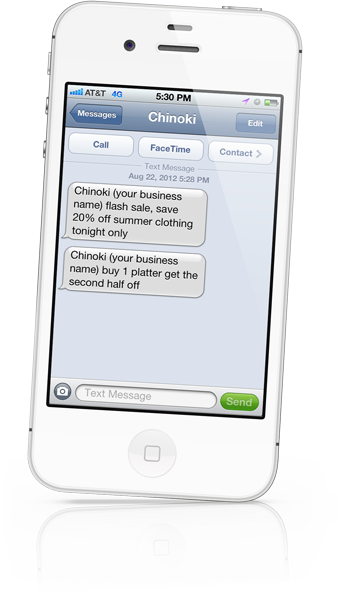 AT&T 4G 5:30 PM
Messages Chinoki Edit
Call FaceTime Contact
Text Message
Aug 22, 2012 5:28 PM
Chinoki (your business
name) flash sale, save
20% off summer clothing
tonight only
Chinoki (your business
name) buy 1 platter get the
second half off
Text Message Send